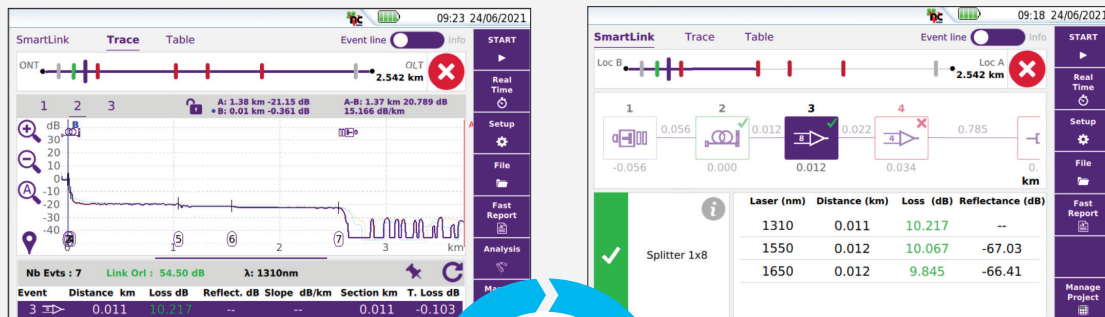 09:23 24/06/2021
SmartLink Trace Table Event line Info START
ONT OLT
2.542 km
Real Time
1 2 3
A: 1.38 km -21.15 dB A-B: 1.37 km 20.789 dB
B: 0.01 km -0.361 dB 15.166 dB/km
Setup
dB B A
30
20
10
0
-10
-20
-30
-40
File
Fast Report
5 6 7
1 2 3 km
Analysis
Nb Evts : 7 Link Orl : 54.50 dB λ: 1310nm
Event Distance km Loss dB Reflect. dB Slope dB/km Section km T. Loss dB
3 0.011 10.217 -- -- 0.011 -0.103
09:18 24/06/2021
SmartLink Trace Table Event line Info START
Loc B Loc A
2.542 km
Real Time
1 2 3 4
Setup
0.056 0.012 8 0.022 4 0.785
-0.056 0.000 0.012 0.034 0.
km
File
Laser (nm) Distance (km) Loss (dB) Reflectance (dB)
Fast Report
1310 0.011 10.217 --
Splitter 1x8
1550 0.012 10.067 -67.03
1650 0.012 9.845 -66.41
Manage Project